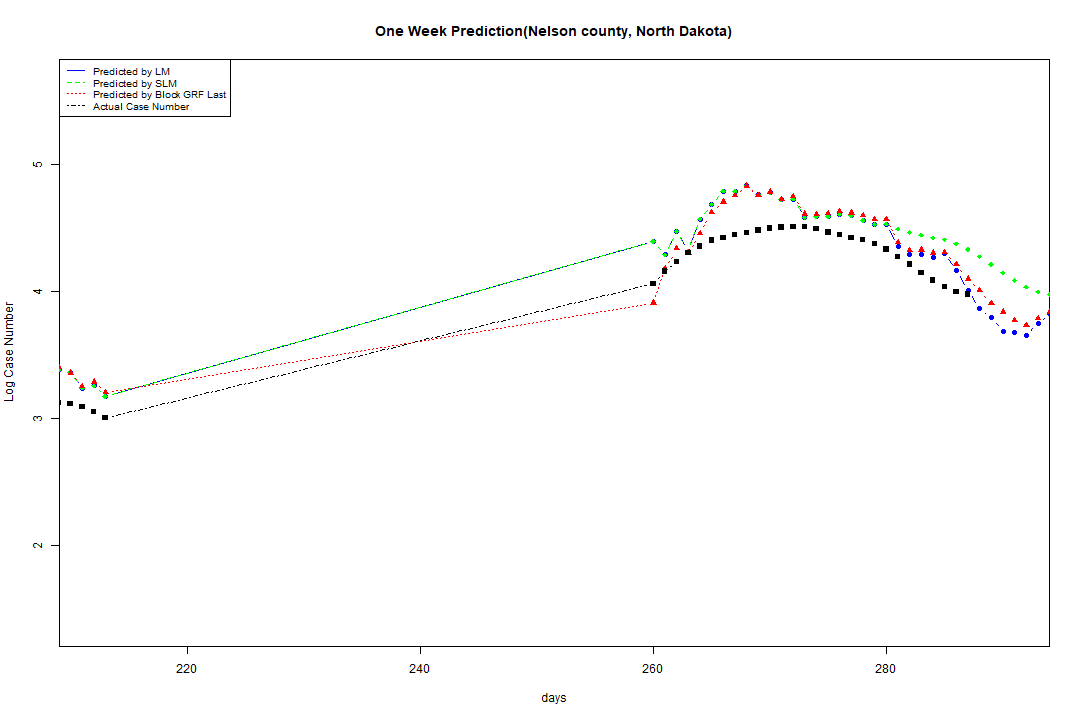 One Week Prediction(Nelson county, North Dakota)
Predicted by LM
Predicted by SLM
Predicted by Block GRF Last
Actual Case Number
5
4
3
2
Log Case Number
220 240 260 280
days